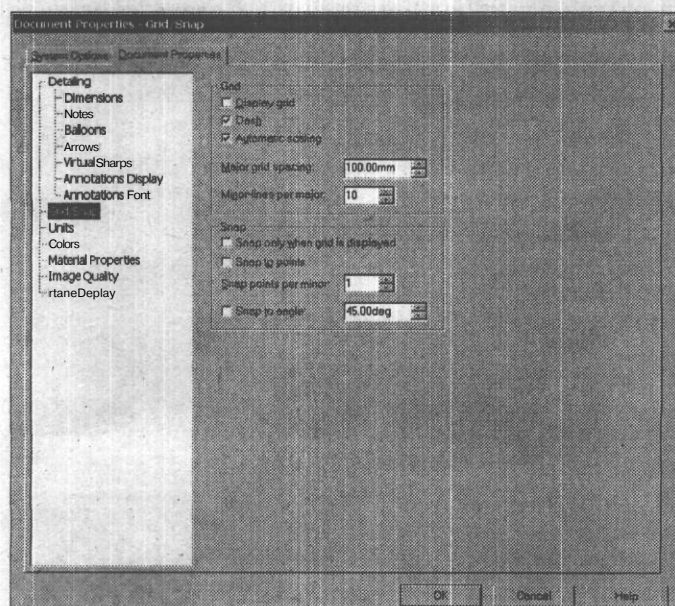 Document Properties - Grid, Snap
System Options Document Properties
Detailing
Dimensions
Notes
Balloons
Arrows
VirtualSharps
Annotations Display
Annotations Font
Grid/Snap
Units
Colors
Material Properties
Image Quality
rtaneDeplay
Grid
Display grid
Dash
Automatic scaling
Major grid spacing: 100.00mm
Minor-lines per major: 10
Snap
Snap only when grid is displayed
Snap to points
Snap points per minor: 1
Snap to angle: 45.00deg
OK Cancel Help